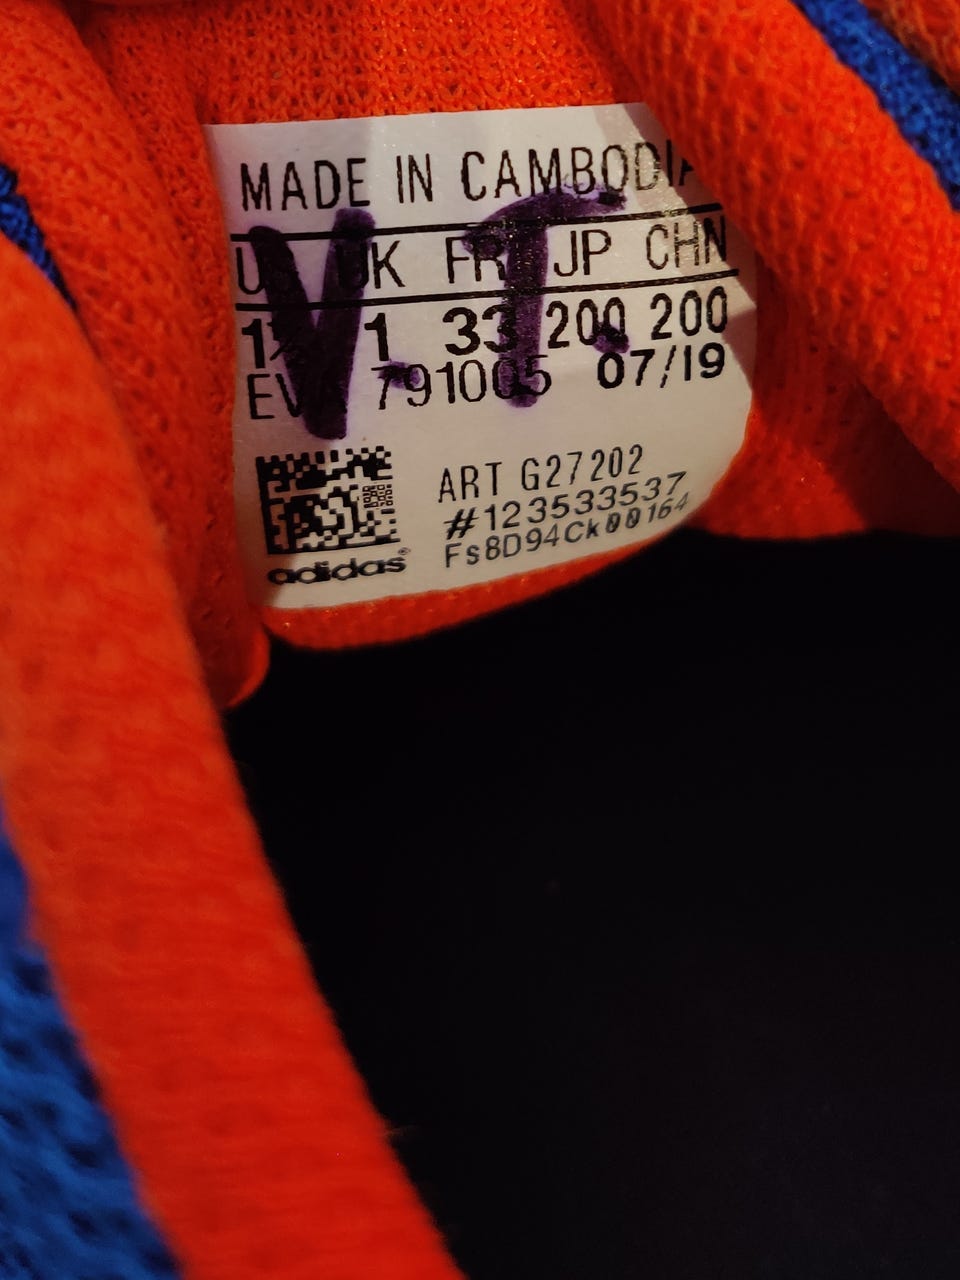 MADE IN CAMBODIA
US UK FR JP CHN
1½ 1 33 200 200
EVN 791005 07/19
V.T.
ART G27202
#123533537
Fs8D94Ck00164
adidas®